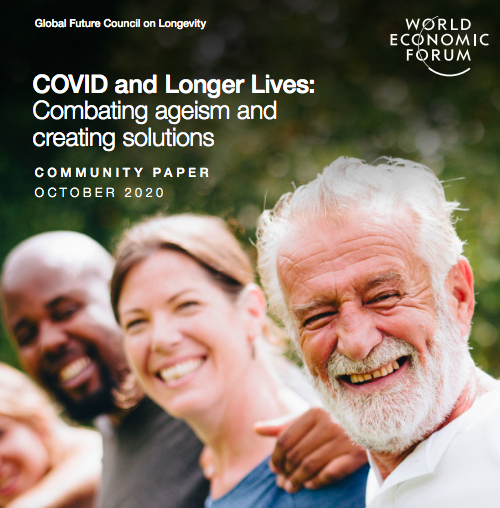 Global Future Council on Longevity
WORLD
ECONOMIC
FORUM
COVID and Longer Lives:
Combating ageism and
creating solutions
COMMUNITY PAPER
OCTOBER 2020